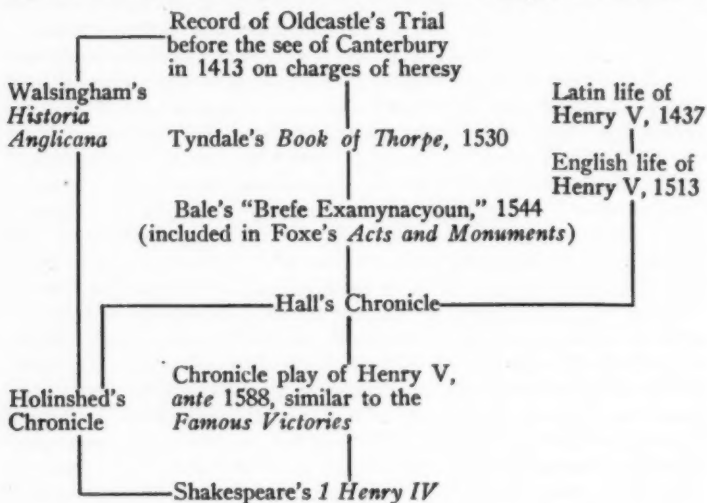 Record of Oldcastle's Trial
before the see of Canterbury
in 1413 on charges of heresy
Walsingham's
Historia
Anglicana
Latin life of
Henry V, 1437
Tyndale's Book of Thorpe, 1530
English life of
Henry V, 1513
Bale's "Brefe Examynacyoun," 1544
(included in Foxe's Acts and Monuments)
Hall's Chronicle
Chronicle play of Henry V,
ante 1588, similar to the
Famous Victories
Holinshed's
Chronicle
Shakespeare's 1 Henry IV